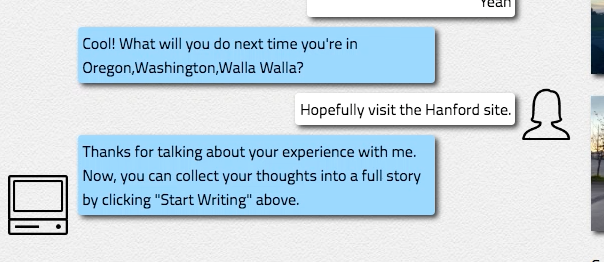 Yeah
Cool! What will you do next time you're in
Oregon,Washington,Walla Walla?
Hopefully visit the Hanford site.
Thanks for talking about your experience with me.
Now, you can collect your thoughts into a full story
by clicking "Start Writing" above.